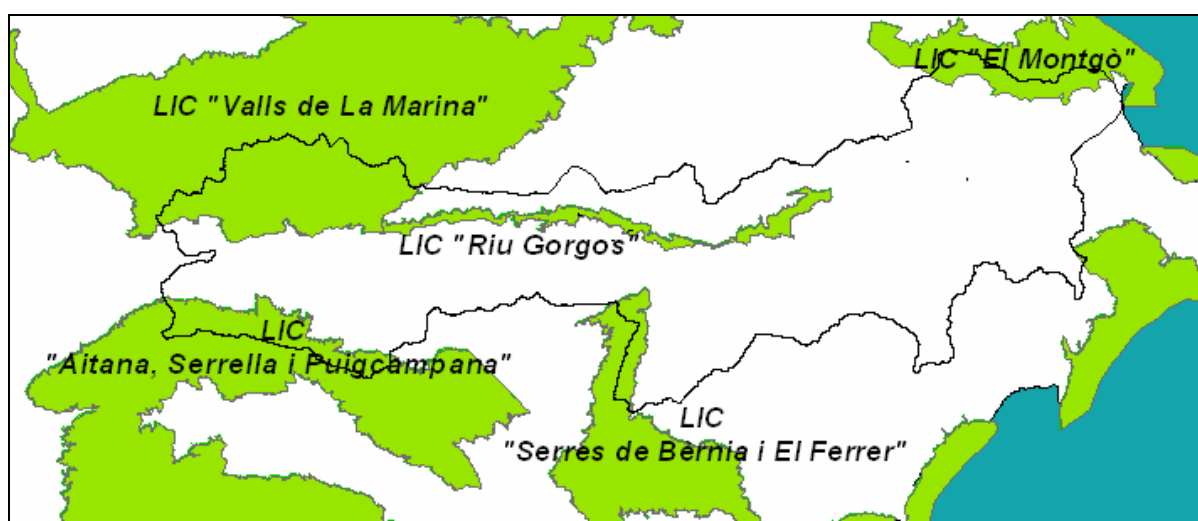 LIC "El Montgò"
LIC "Valls de La Marina"
LIC "Riu Gorgos"
LIC
"Aitana, Serrella i Puigcampana"
LIC
"Serres de Bèrnia i El Ferrer"